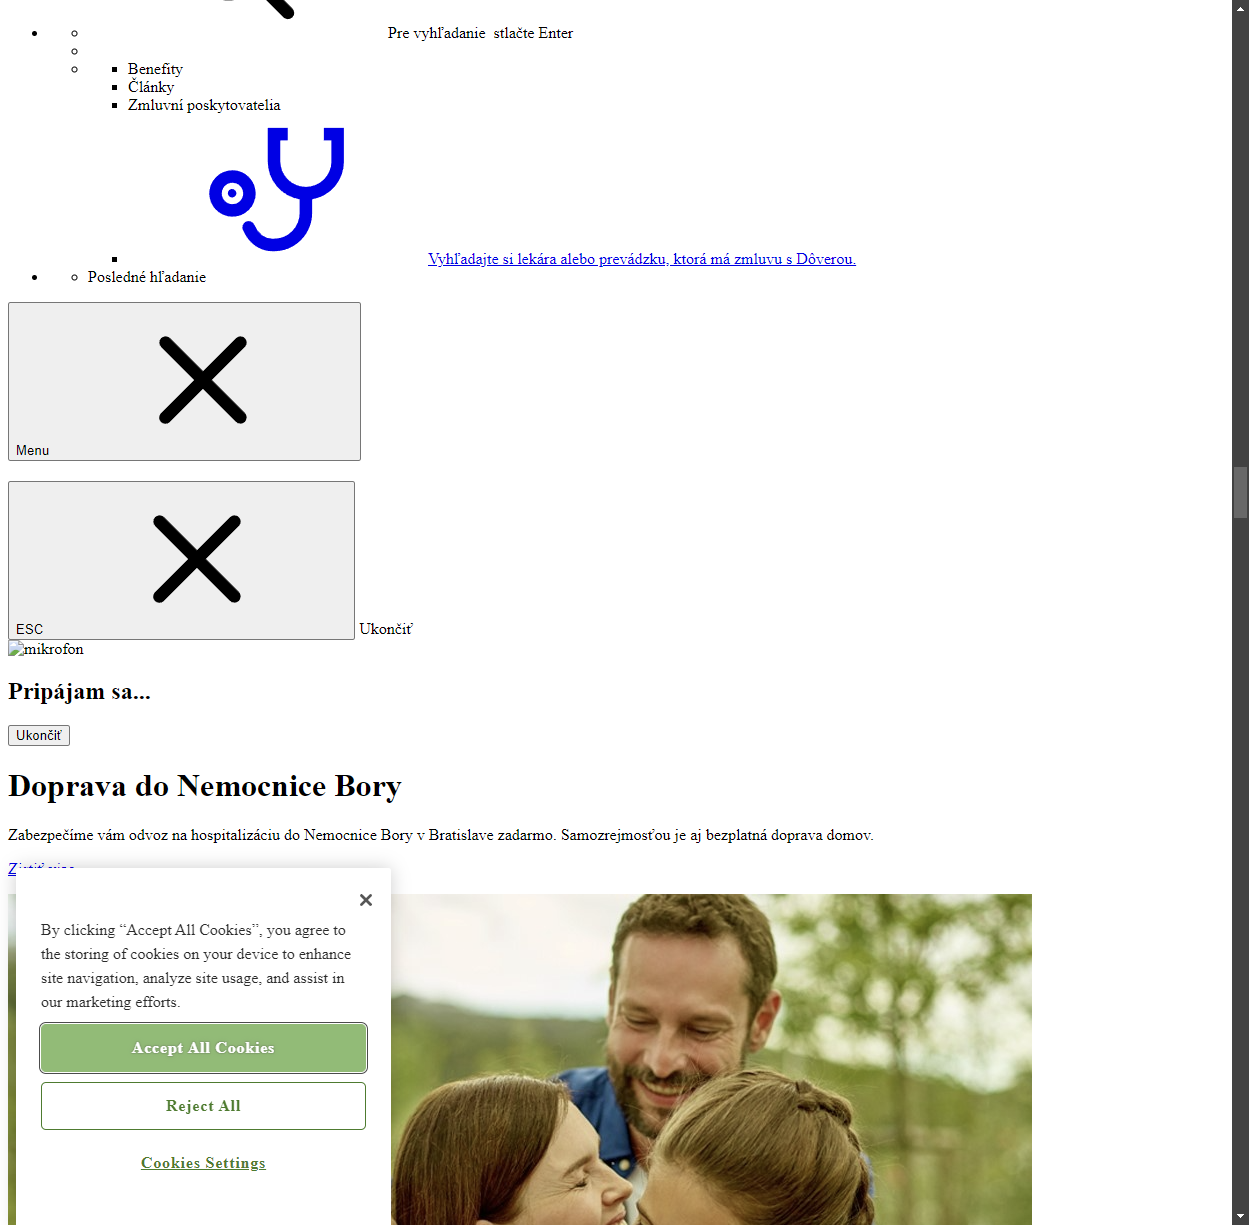 Pre vyhľadanie  stlačte Enter
Benefity
Články
Zmluvní poskytovatelia
Vyhľadajte si lekára alebo prevádzku, ktorá má zmluvu s Dôverou.
Posledné hľadanie
Menu
ESC
Ukončiť
mikrofon
Pripájam sa...
Ukončiť
Doprava do Nemocnice Bory
Zabezpečíme vám odvoz na hospitalizáciu do Nemocnice Bory v Bratislave zadarmo. Samozrejmosťou je aj bezplatná doprava domov.
By clicking “Accept All Cookies”, you agree to
the storing of cookies on your device to enhance
site navigation, analyze site usage, and assist in
our marketing efforts.
Accept All Cookies
Reject All
Cookies Settings